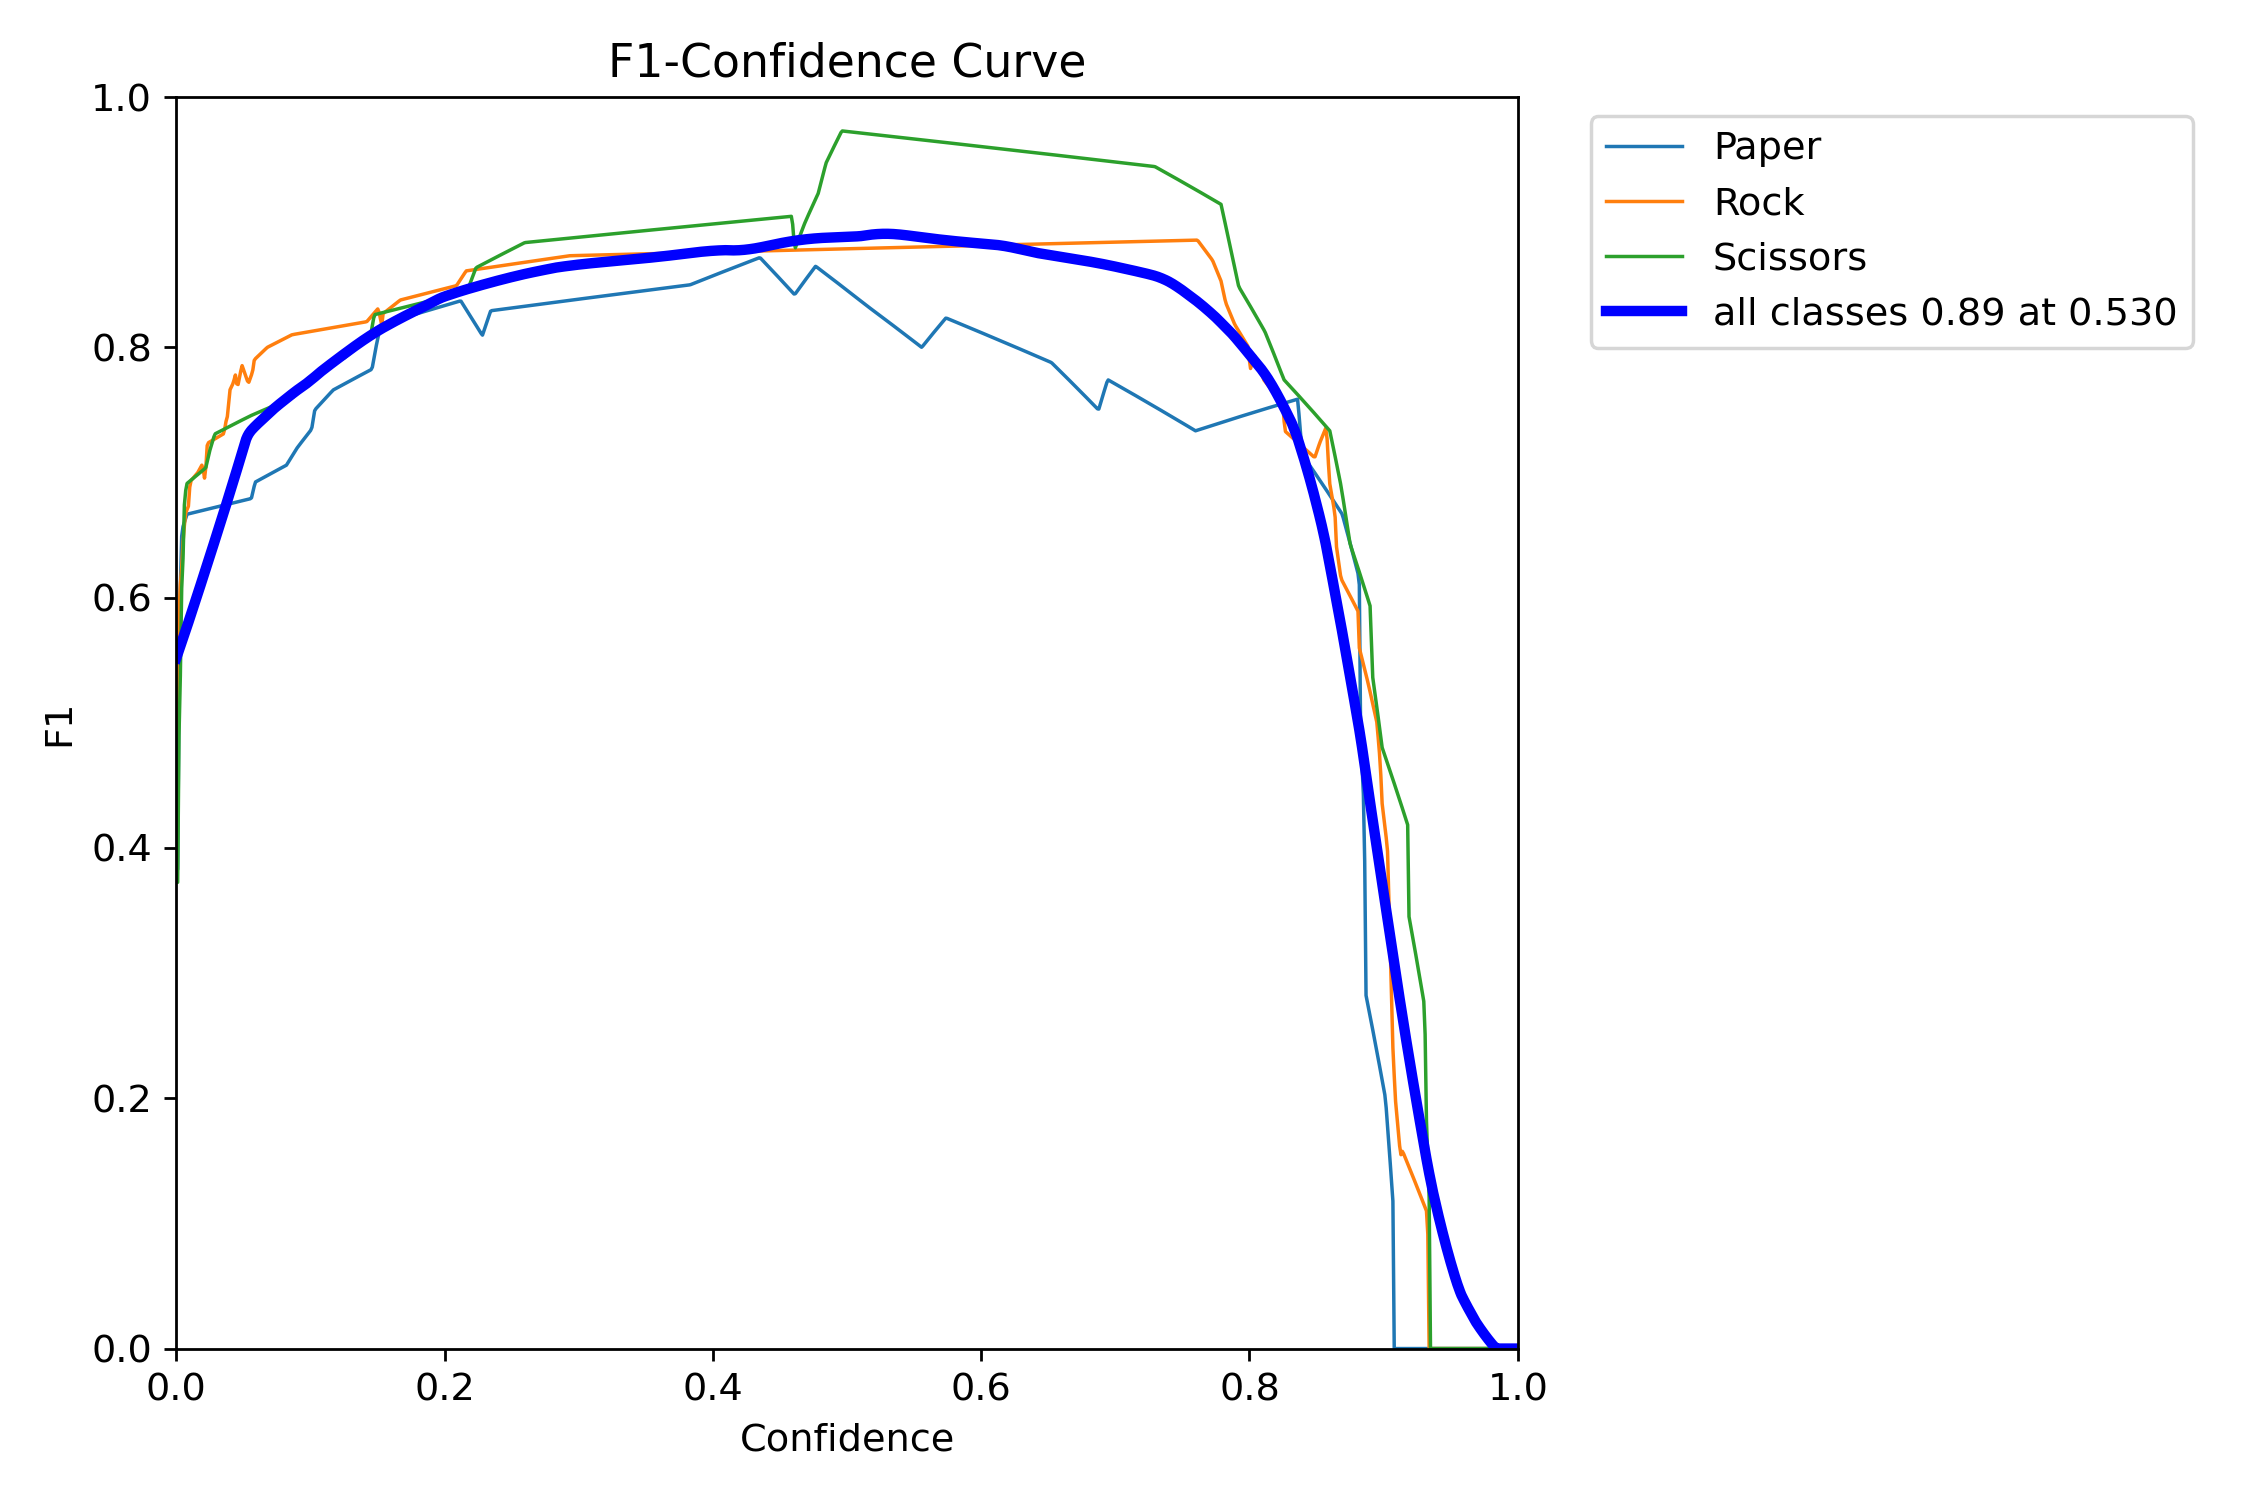 F1-Confidence Curve
1.0
0.8
0.6
0.4
0.2
0.0
F1
0.0 0.2 0.4 0.6 0.8 1.0
Confidence
Paper
Rock
Scissors
all classes 0.89 at 0.530